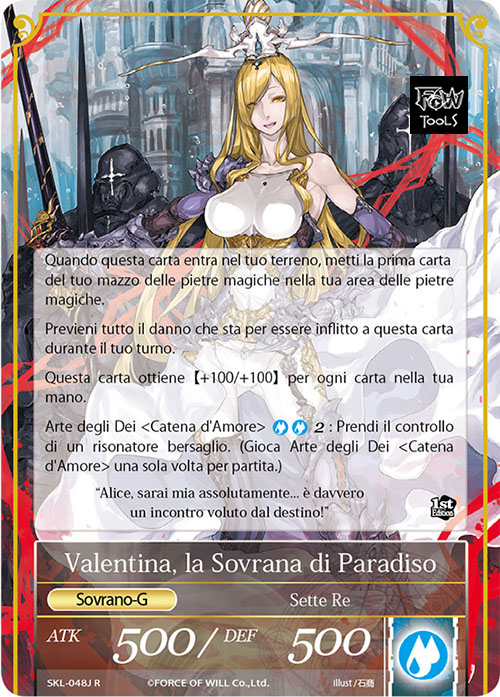 FoW
TOOLS
Quando questa carta entra nel tuo terreno, metti la prima carta
del tuo mazzo delle pietre magiche nella tua area delle pietre
magiche.
Previeni tutto il danno che sta per essere inflitto a questa carta
durante il tuo turno.
Questa carta ottiene 【+100/+100】 per ogni carta nella tua
mano.
Arte degli Dei <Catena d'Amore> 2 : Prendi il controllo
di un risonatore bersaglio. (Gioca Arte degli Dei <Catena
d'Amore> una sola volta per partita.)
“Alice, sarai mia assolutamente... è davvero
un incontro voluto dal destino!”
1st
Edition
Valentina, la Sovrana di Paradiso
Sovrano-G Sette Re
ATK 500 / DEF 500
SKL-048J R ©FORCE OF WILL Co.,Ltd. Illust/石商